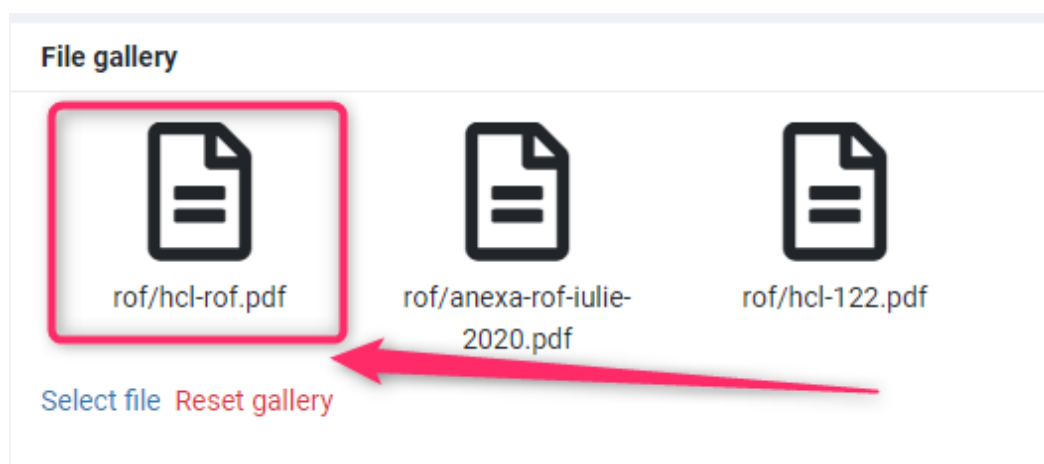 File gallery
rof/hcl-rof.pdf
rof/anexa-rof-iulie-
2020.pdf
rof/hcl-122.pdf
Select file Reset gallery